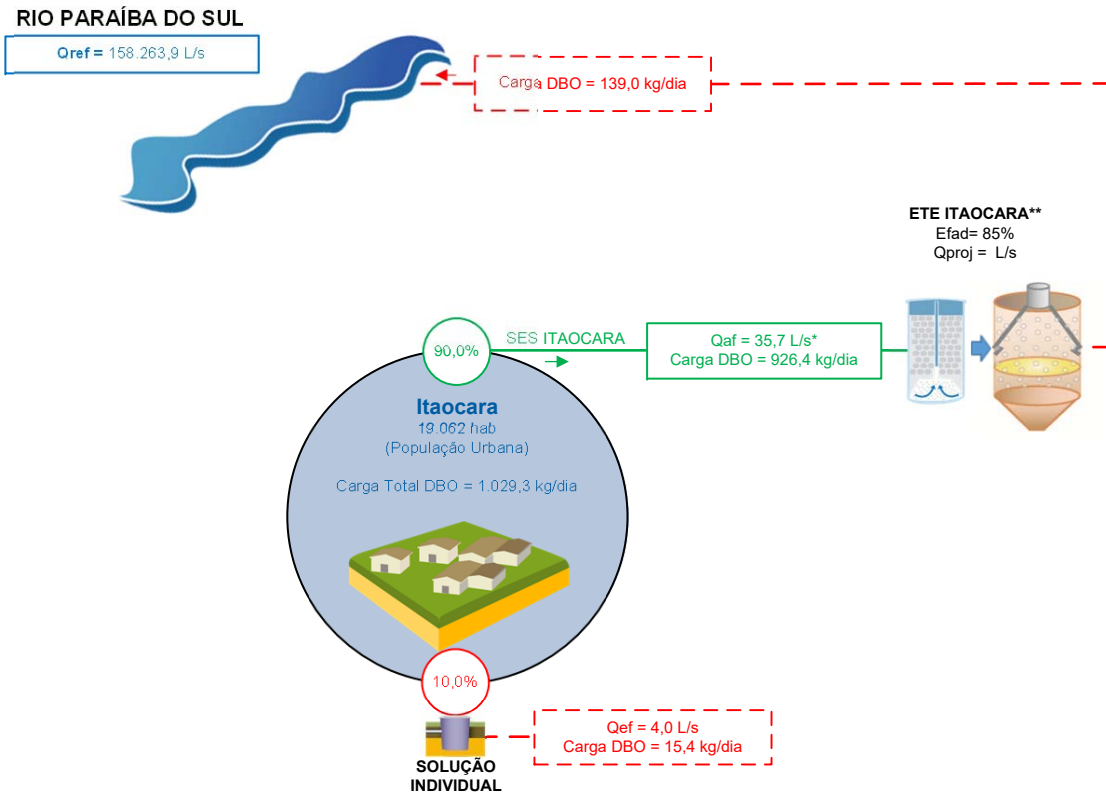 RIO PARAÍBA DO SUL
Qref = 158.263,9 L/s
Carga DBO = 139,0 kg/dia
ETE ITAOCARA**
Efad= 85%
Qproj = L/s
90,0%
SES ITAOCARA
Qaf = 35,7 L/s*
Carga DBO = 926,4 kg/dia
Itaocara
19.062 hab
(População Urbana)
Carga Total DBO = 1.029,3 kg/dia
10,0%
Qef = 4,0 L/s
Carga DBO = 15,4 kg/dia
SOLUÇÃO
INDIVIDUAL